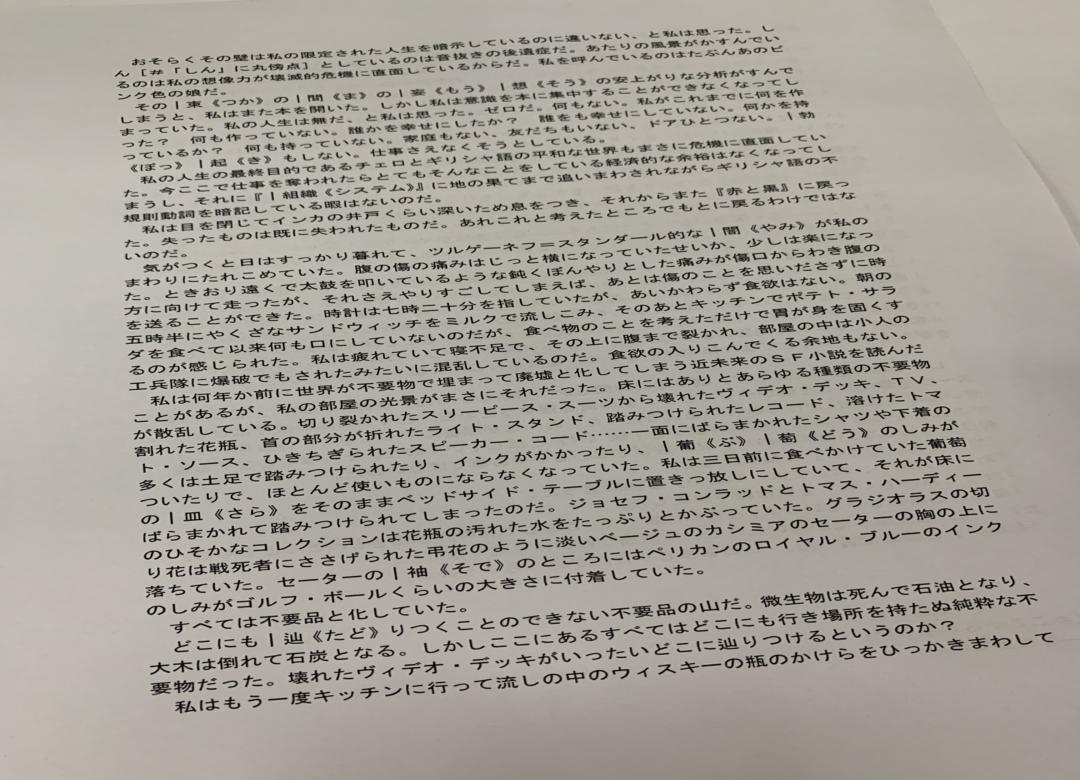 おそらくその壁は私の限定された人生を暗示しているのに違いない、と私は思った。し
ん［＃「しん」に丸傍点］としているのは音抜きの後遺症だ。あたりの風景がかすんでい
るのは私の想像力が壊滅的危機に直面しているからだ。私を呼んでいるのはたぶんあのピ
ンク色の娘だ。
　その｜束《つか》の｜間《ま》の｜妄《もう》｜想《そう》の安上がりな分析がすんで
しまうと、私はまた本を開いた。しかし私は意識を本に集中することができなくなってし
まっていた。私の人生は無だ、と私は思った。ゼロだ。何もない。私がこれまでに何を作
った？　何も作っていない。誰かを幸せにしたか？　誰をも幸せにしていない。何かを持
っているか？　何も持っていない。家庭もない、友だちもいない、ドアひとつない。｜勃
《ぼっ》｜起《き》もしない。仕事さえなくそうとしている。
　私の人生の最終目的であるチェロとギリシャ語の平和な世界もまさに危機に直面してい
た。今ここで仕事を奪われたらとてもそんなことをしている経済的な余裕はなくなってし
まうし、それに『｜組織《システム》』に地の果てまで追いまわされながらギリシャ語の不
規則動詞を暗記している暇はないのだ。
　私は目を閉じてインカの井戸くらい深いため息をつき、それからまた『赤と黒』に戻っ
た。失ったものは既に失われたものだ。あれこれと考えたところでもとに戻るわけではな
いのだ。
　気がつくと日はすっかり暮れて、ツルゲーネフ＝スタンダール的な｜闇《やみ》が私の
まわりにたれこめていた。腹の傷の痛みはじっと横になっていたせいか、少しは楽になっ
た。ときおり遠くで太鼓を叩いているような鈍くぼんやりとした痛みが傷口からわき腹の
方に向けて走ったが、それさえやりすごしてしまえば、あとは傷のことを思いださずに時
を送ることができた。時計は七時二十分を指していたが、あいかわらず食欲はない。朝の
五時半にやくざなサンドウィッチをミルクで流しこみ、そのあとキッチンでポテト・サラ
ダを食べて以来何も口にしていないのだが、食べ物のことを考えただけで胃が身を固くす
るのが感じられた。私は疲れていて寝不足で、その上に腹まで裂かれ、部屋の中は小人の
工兵隊に爆破でもされたみたいに混乱しているのだ。食欲の入りこんでくる余地もない。
　私は何年か前に世界が不要物で埋まって廃墟と化してしまう近未来のＳＦ小説を読んだ
ことがあるが、私の部屋の光景がまさにそれだった。床にはありとあらゆる種類の不要物
が散乱している。切り裂かれたスリーピース・スーツから壊れたヴィデオ・デッキ、ＴＶ、
割れた花瓶、首の部分が折れたライト・スタンド、踏みつけられたレコード、溶けたトマ
ト・ソース、ひきちぎられたスピーカー・コード………一面にばらまかれたシャツや下着の
多くは土足で踏みつけられたり、インクがかかったり、｜葡《ぶ》｜萄《どう》のしみが
ついたりで、ほとんど使いものにならなくなっていた。私は三日前に食べかけていた葡萄
の｜皿《さら》をそのままベッドサイド・テーブルに置きっ放しにしていて、それが床に
ばらまかれて踏みつけられてしまったのだ。ジョセフ・コンラッドとトマス・ハーディー
のひそかなコレクションは花瓶の汚れた水をたっぷりとかぶっていた。グラジオラスの切
り花は戦死者にささげられた弔花のように淡いベージュのカシミアのセーターの胸の上に
落ちていた。セーターの｜袖《そで》のところにはペリカンのロイヤル・ブルーのインク
のしみがゴルフ・ボールくらいの大きさに付着していた。
　すべては不要品と化していた。
　どこにも｜辿《たど》りつくことのできない不要品の山だ。微生物は死んで石油となり、
大木は倒れて石炭となる。しかしここにあるすべてはどこにも行き場所を持たぬ純粋な不
要物だった。壊れたヴィデオ・デッキがいったいどこに辿りつけるというのか？
　私はもう一度キッチンに行って流しの中のウィスキーの瓶のかけらをひっかきまわして